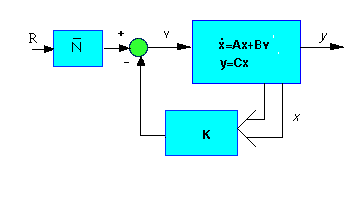 R
N̅
+
−
v
ẋ=Ax+Bv
y=Cx
y
x
K